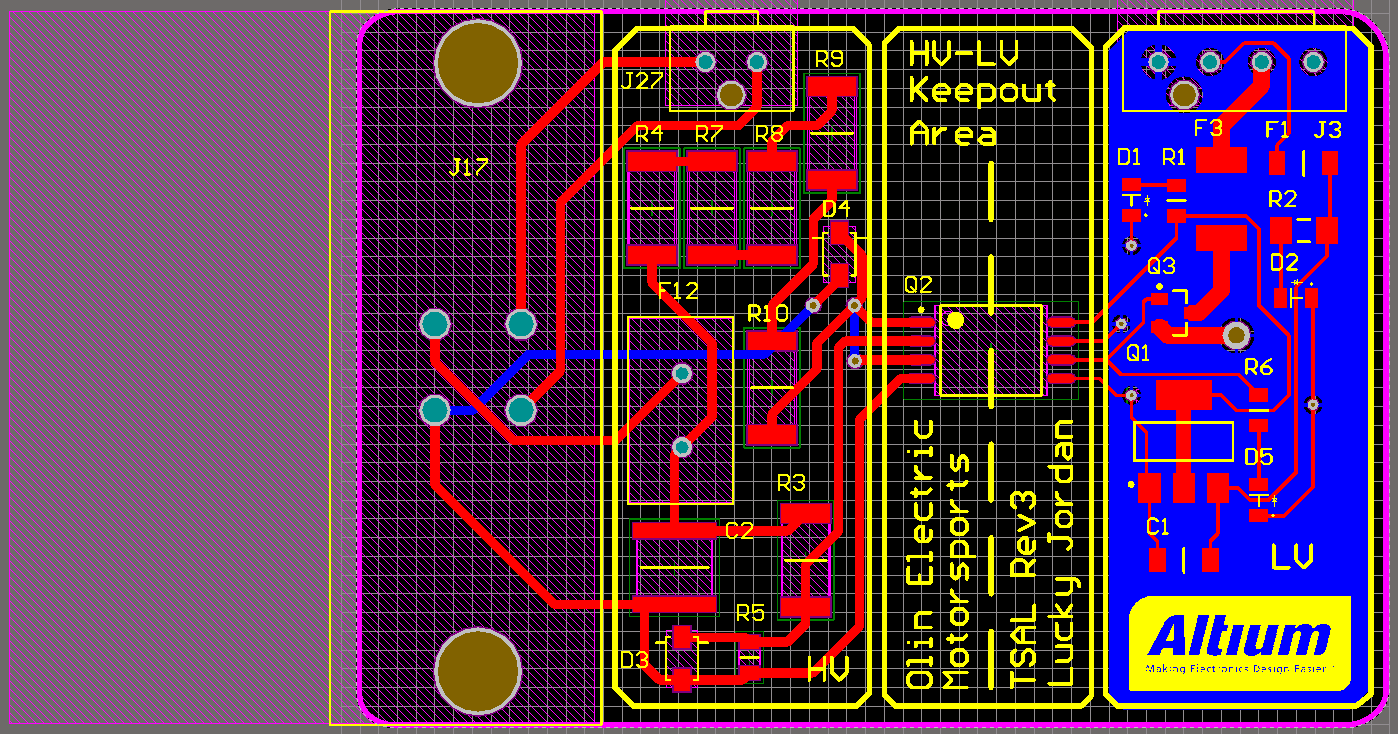 HV-LV
Keepout
Area
J27
R9
R4
R7
R8
J17
D4
F12
R10
Q2
C2
R3
R5
D3
HV
Olin Electric
Motorsports
TSAL Rev3
Lucky Jordan
F3
F1
J3
D1
R1
R2
Q3
D2
Q1
R6
D5
C1
LV
Altium
Making Electronics Design Easier